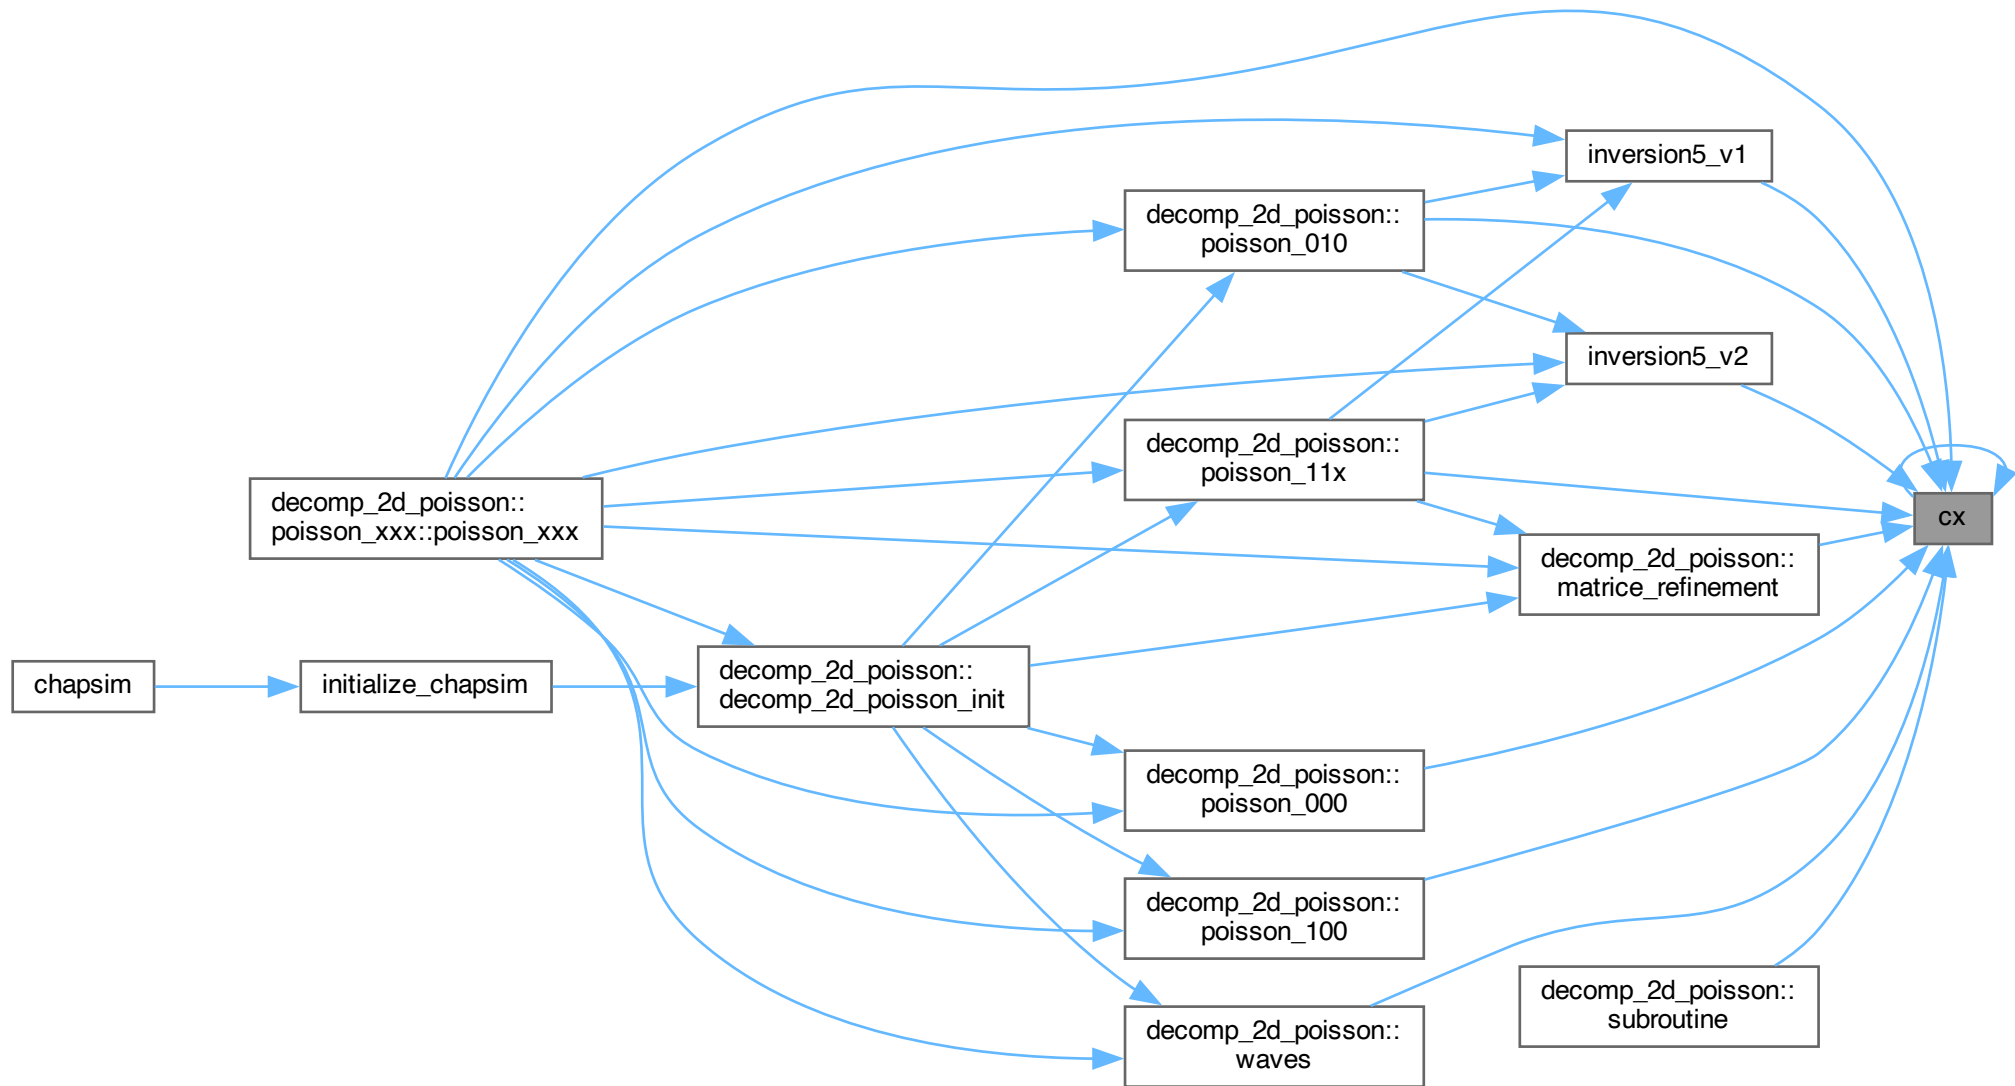 inversion5_v1
decomp_2d_poisson::
poisson_010
inversion5_v2
decomp_2d_poisson::
poisson_11x
decomp_2d_poisson::
poisson_xxx::poisson_xxx
cx
decomp_2d_poisson::
matrice_refinement
chapsim
initialize_chapsim
decomp_2d_poisson::
decomp_2d_poisson_init
decomp_2d_poisson::
poisson_000
decomp_2d_poisson::
poisson_100
decomp_2d_poisson::
subroutine
decomp_2d_poisson::
waves